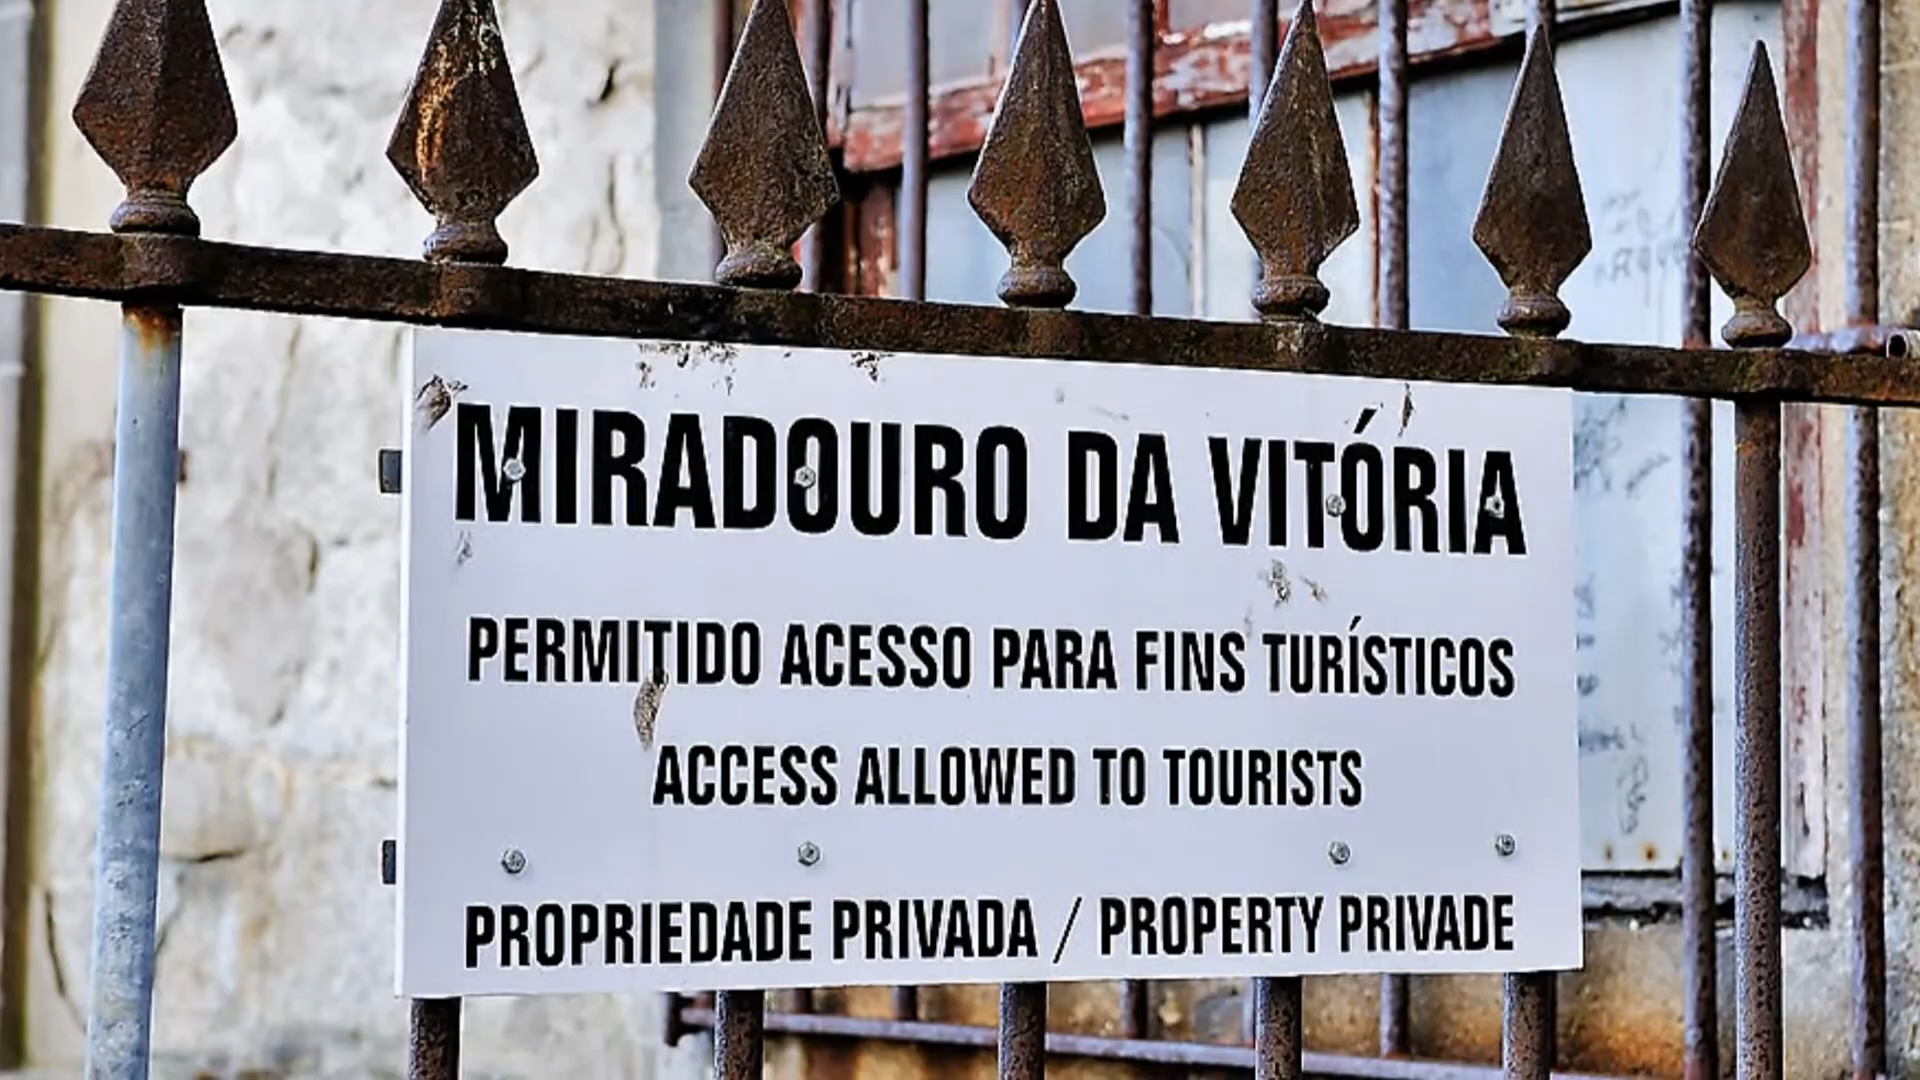 MIRADOURO DA VITÓRIA
PERMITIDO ACESSO PARA FINS TURÍSTICOS
ACCESS ALLOWED TO TOURISTS
PROPRIEDADE PRIVADA / PROPERTY PRIVADE